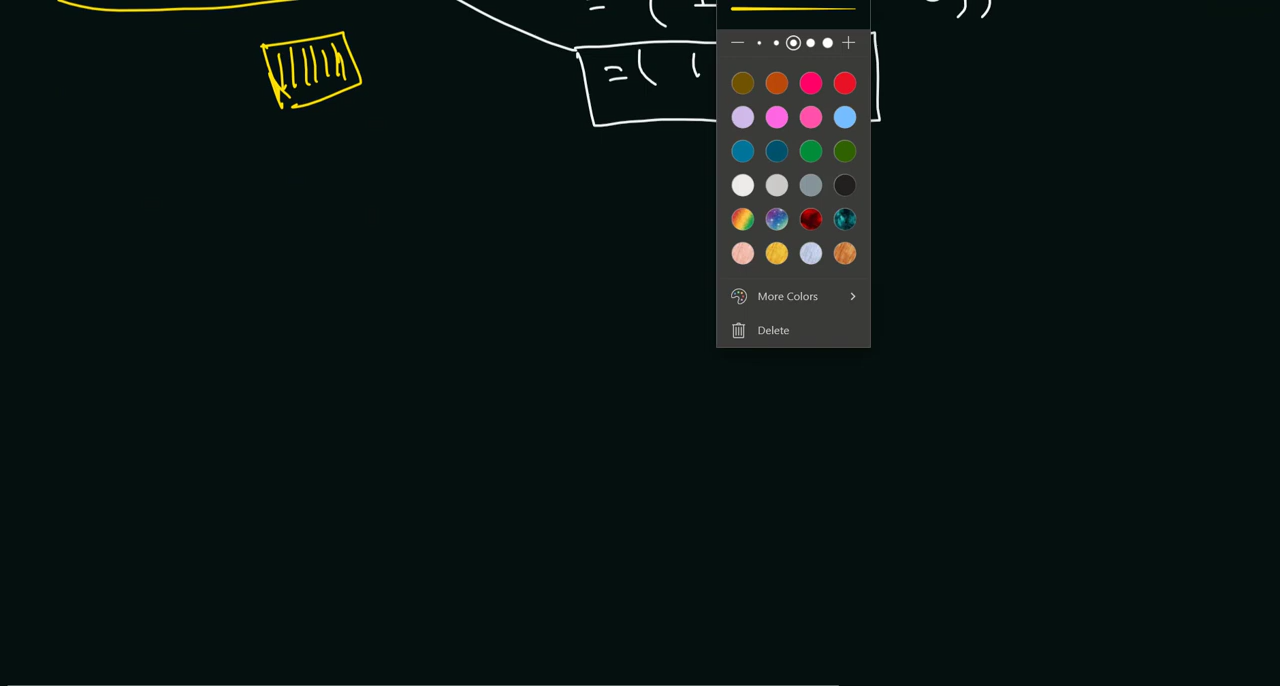 = (
= ( (
More Colors
Delete